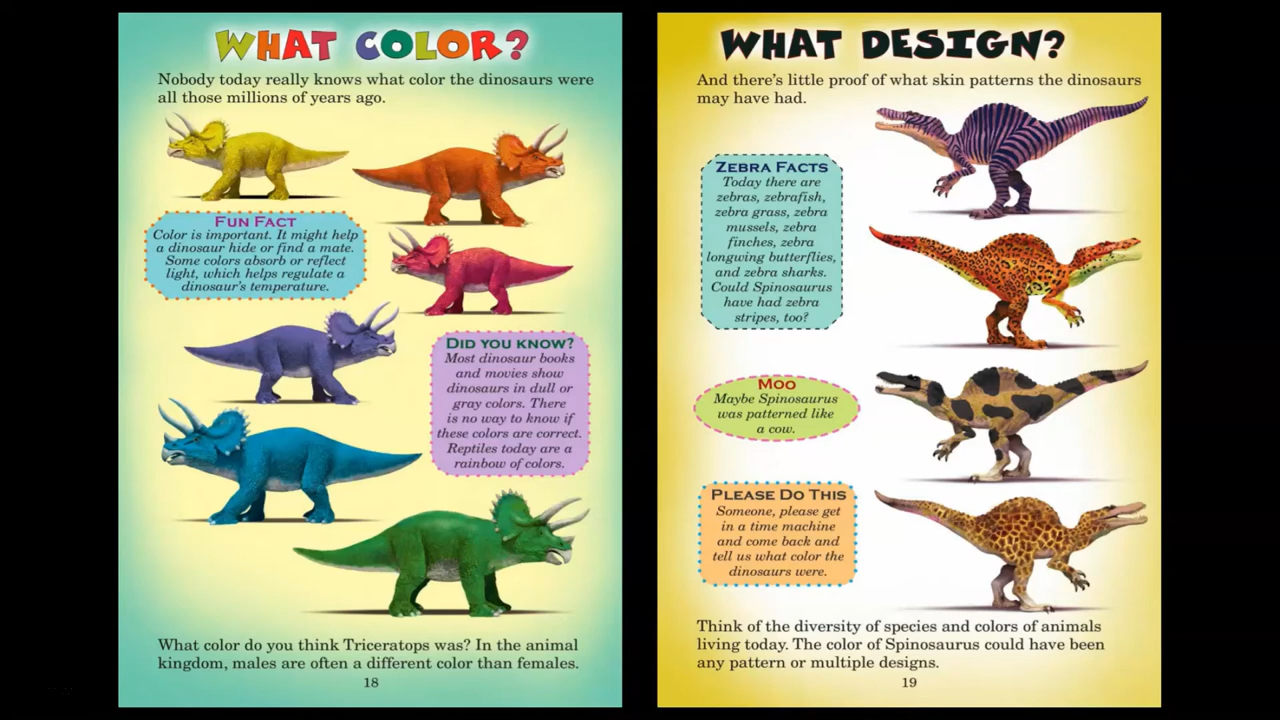 WHAT COLOR?
Nobody today really knows what color the dinosaurs were
all those millions of years ago.
FUN FACT
Color is important. It might help
a dinosaur hide or find a mate.
Some colors absorb or reflect
light, which helps regulate a
dinosaur's temperature.
DID YOU KNOW?
Most dinosaur books
and movies show
dinosaurs in dull or
gray colors. There
is no way to know if
these colors are correct.
Reptiles today are a
rainbow of colors.
What color do you think Triceratops was? In the animal
kingdom, males are often a different color than females.
18
WHAT DESIGN?
And there's little proof of what skin patterns the dinosaurs
may have had.
ZEBRA FACTS
Today there are
zebras, zebrafish,
zebra grass, zebra
mussels, zebra
finches, zebra
longwing butterflies,
and zebra sharks.
Could Spinosaurus
have had zebra
stripes, too?
MOO
Maybe Spinosaurus
was patterned like
a cow.
PLEASE DO THIS
Someone, please get
in a time machine
and come back and
tell us what color the
dinosaurs were.
Think of the diversity of species and colors of animals
living today. The color of Spinosaurus could have been
any pattern or multiple designs.
19